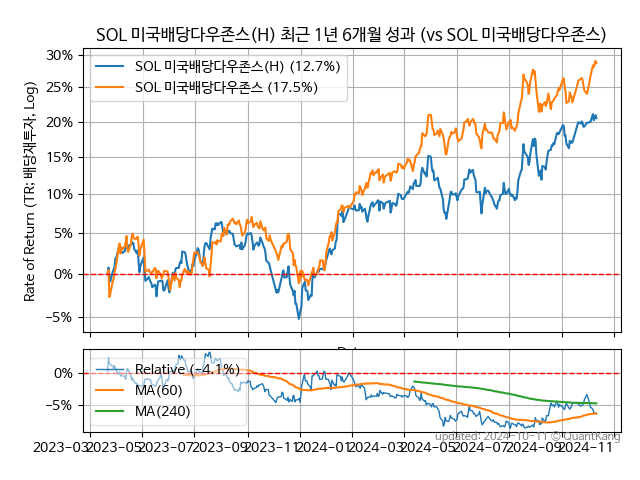 SOL 미국배당다우존스(H) 최근 1년 6개월 성과 (vs SOL 미국배당다우존스)
Rate of Return (TR: 배당재투자, Log)
30%
25%
20%
15%
10%
5%
0%
−5%
SOL 미국배당다우존스(H) (12.7%)
SOL 미국배당다우존스 (17.5%)
0%
−5%
Relative (−4.1%)
MA(60)
MA(240)
updated: 2024-10-11 © QuantKang
2023-03 2023-05 2023-07 2023-09 2023-11 2024-01 2024-03 2024-05 2024-07 2024-09 2024-11